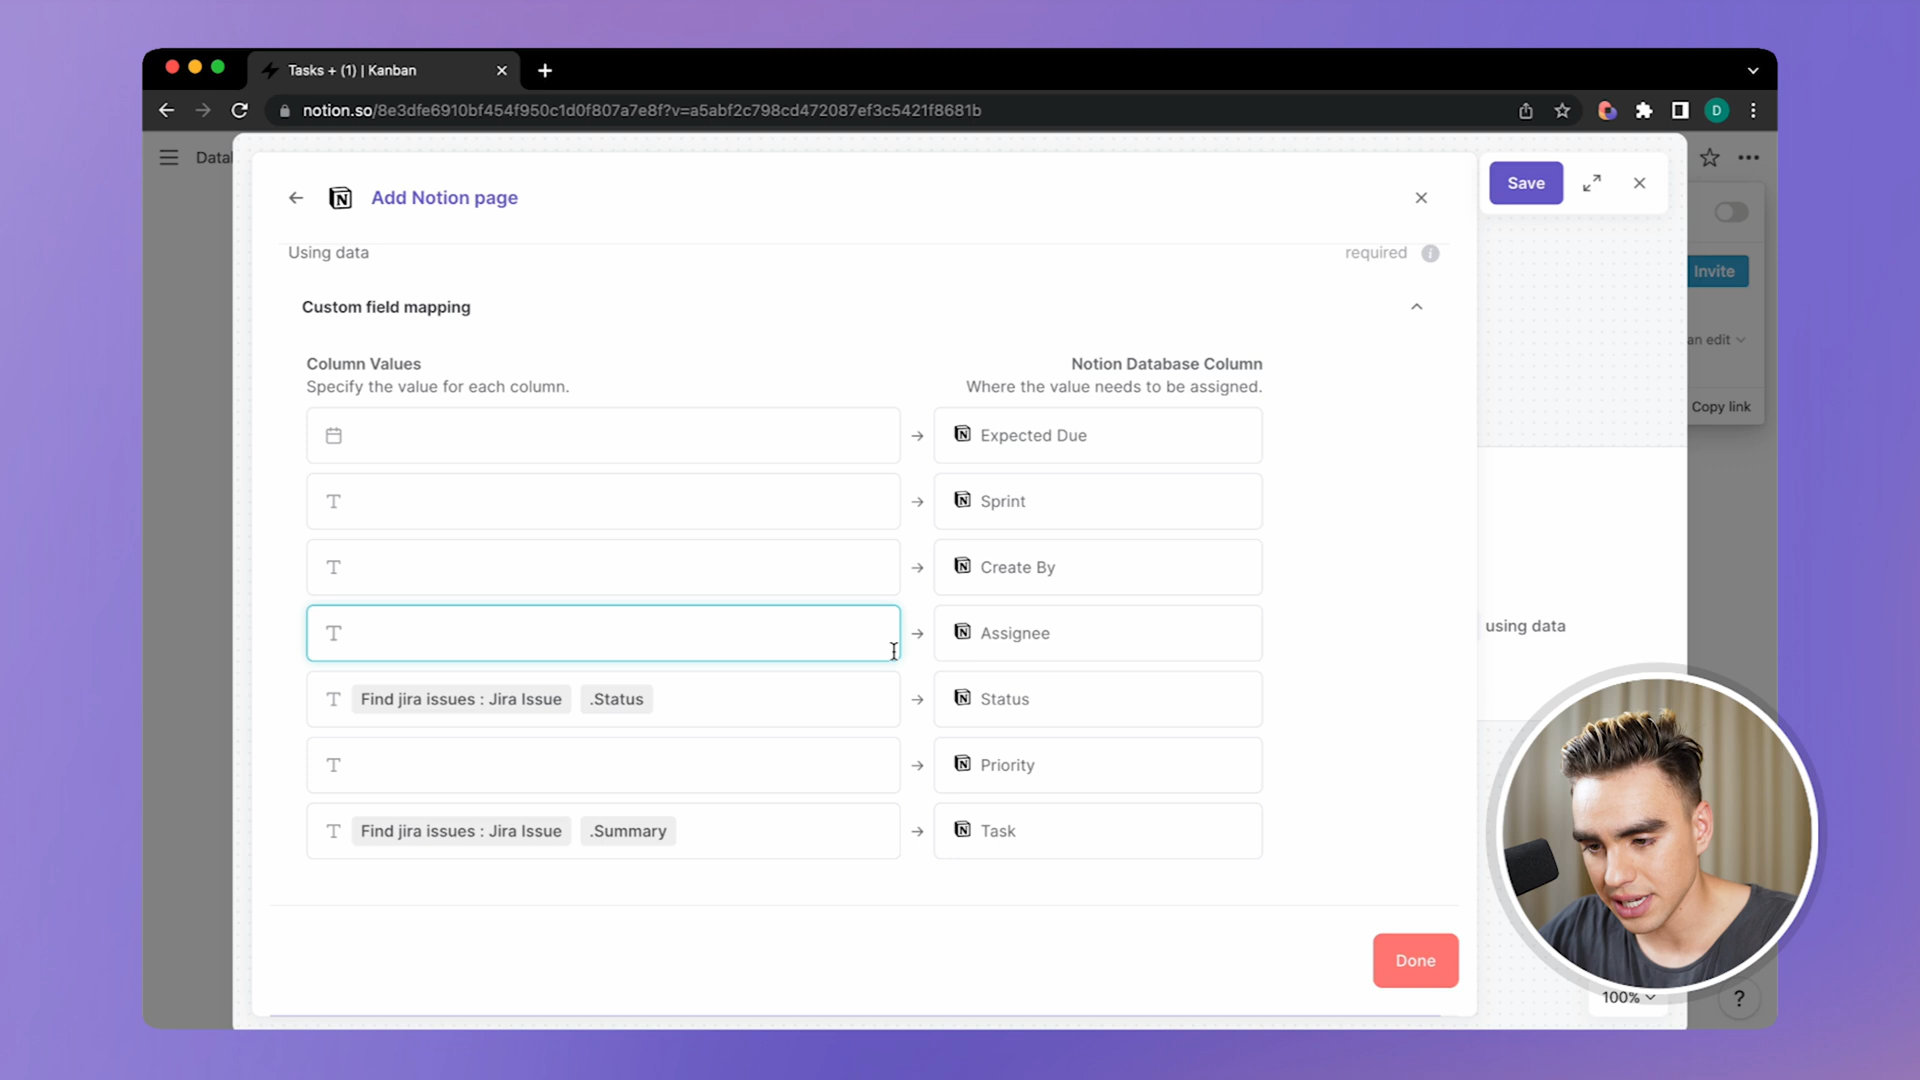 Tasks + (1) | Kanban
notion.so/8e3dfe6910bf454f950c1d0f807a7e8f?v=a5abf2c798cd472087ef3c5421f8681b
D
Datal
Add Notion page
Save
Using data
required
Invite
Custom field mapping
an edit
Column Values
Notion Database Column
Specify the value for each column.
Where the value needs to be assigned.
Copy link
Expected Due
T
Sprint
T
Create By
T
Assignee
using data
T Find jira issues : Jira Issue .Status
Status
T
Priority
T Find jira issues : Jira Issue .Summary
Task
Done
100%
?